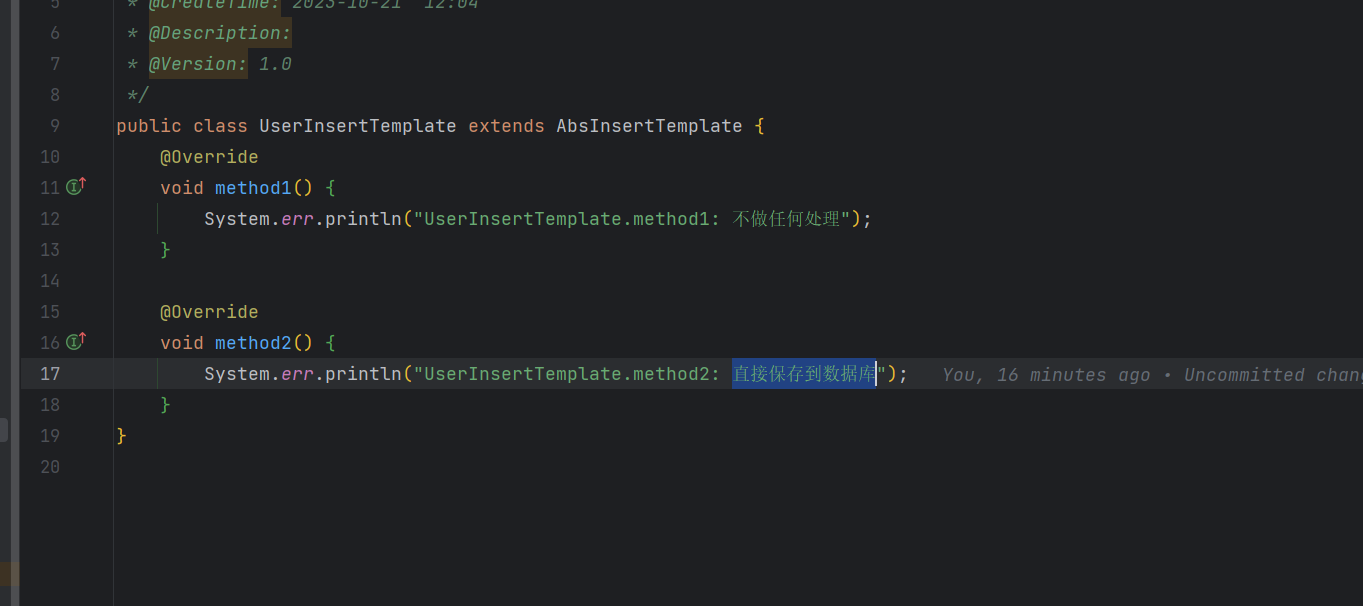 5 * @CreateTime: 2023-10-21  12:04
6 * @Description:
7 * @Version: 1.0
8 */
9 public class UserInsertTemplate extends AbsInsertTemplate {
10 @Override
11 void method1() {
12 System.err.println("UserInsertTemplate.method1: 不做任何处理");
13 }
14
15 @Override
16 void method2() {
17 System.err.println("UserInsertTemplate.method2: 直接保存到数据库"); You, 16 minutes ago • Uncommitted chang
18 }
19 }
20